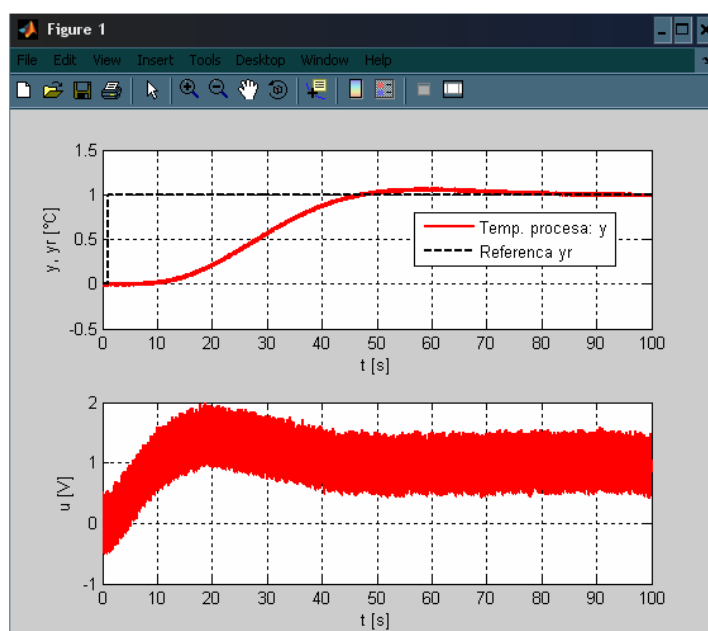 Figure 1
File Edit View Insert Tools Desktop Window Help
1.5
1
0.5
0
-0.5
y, yr [°C]
Temp. procesa: y
Referenca yr
0 10 20 30 40 50 60 70 80 90 100
t [s]
2
1
0
-1
u [V]
0 10 20 30 40 50 60 70 80 90 100
t [s]